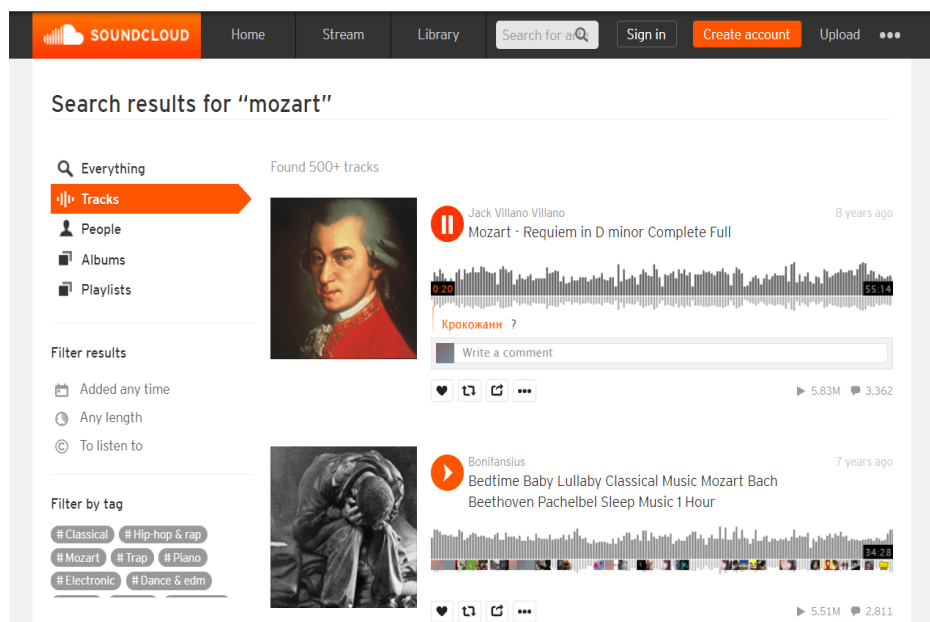 SOUNDCLOUD Home Stream Library Search for ar Sign in Create account Upload
Search results for “mozart”
Everything
Tracks
People
Albums
Playlists
Filter results
Added any time
Any length
To listen to
Filter by tag
#Classical #Hip-hop & rap
#Mozart #Trap #Piano
#Electronic #Dance & edm
Found 500+ tracks
Jack Villano Villano 8 years ago
Mozart - Requiem in D minor Complete Full
0:20 55:14
Крокожанн ?
Write a comment
5.83M 3,362
Bonifansius 7 years ago
Bedtime Baby Lullaby Classical Music Mozart Bach
Beethoven Pachelbel Sleep Music 1 Hour
34:28
5.51M 2,811